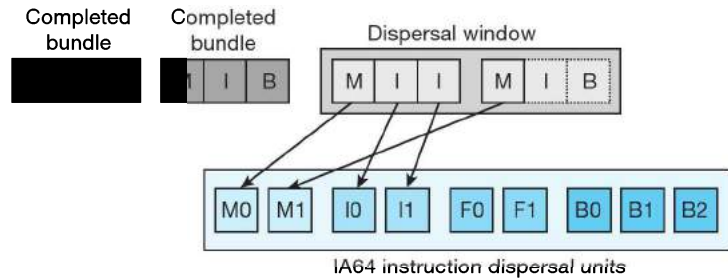 Completed
bundle
Completed
bundle
Dispersal window
I B
M I I M I B
M0 M1 I0 I1 F0 F1 B0 B1 B2
IA64 instruction dispersal units